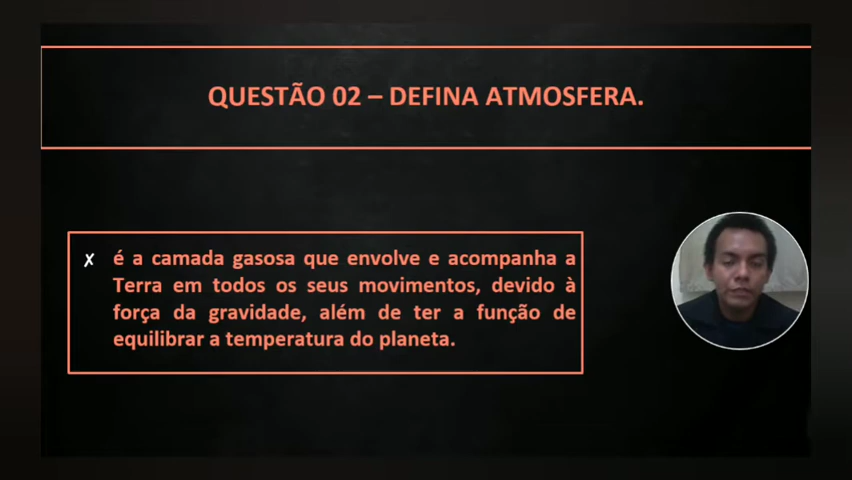 QUESTÃO 02 – DEFINA ATMOSFERA.
✗ é a camada gasosa que envolve e acompanha a
Terra em todos os seus movimentos, devido à
força da gravidade, além de ter a função de
equilibrar a temperatura do planeta.